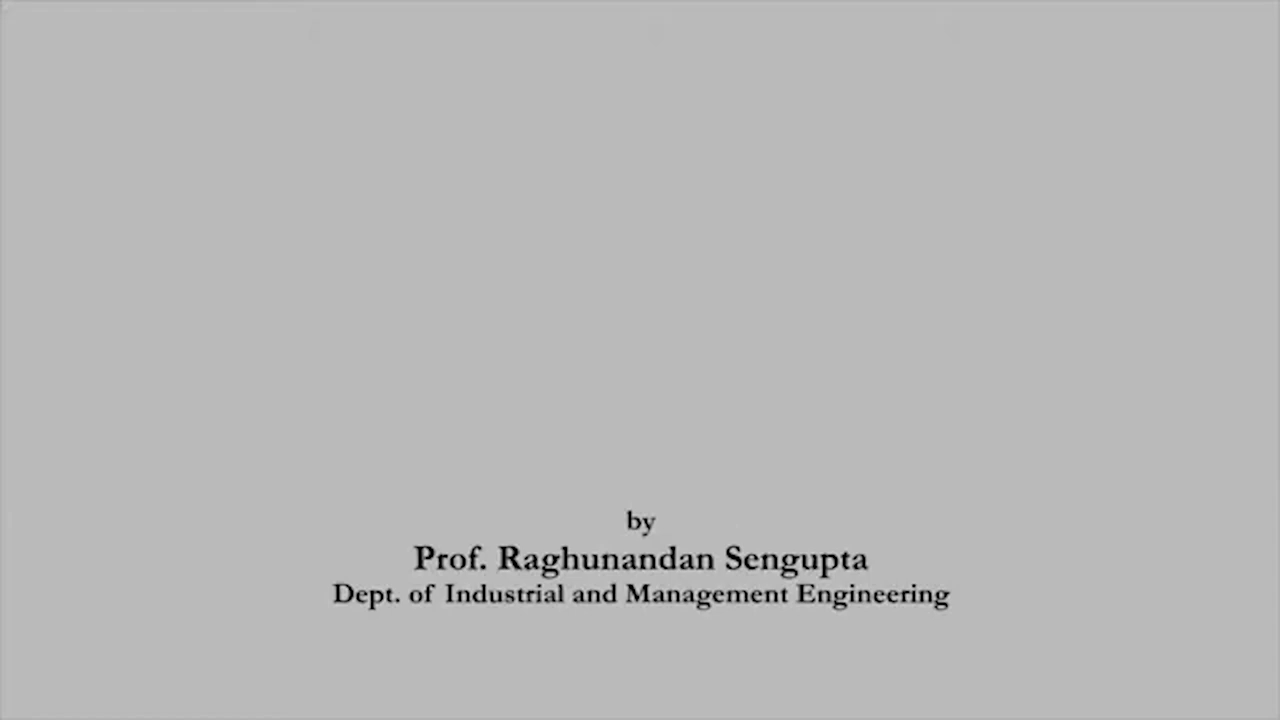 by
Prof. Raghunandan Sengupta
Dept. of Industrial and Management Engineering